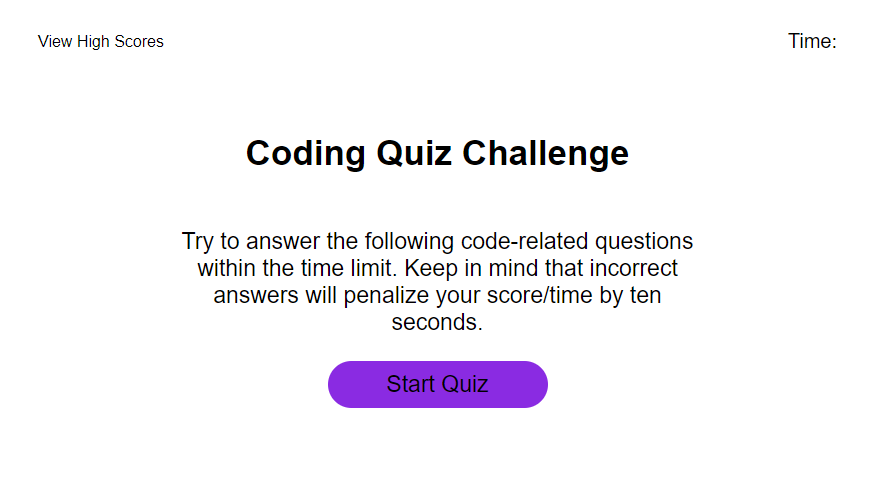 View High Scores
Time:
Coding Quiz Challenge
Try to answer the following code-related questions
within the time limit. Keep in mind that incorrect
answers will penalize your score/time by ten
seconds.
Start Quiz